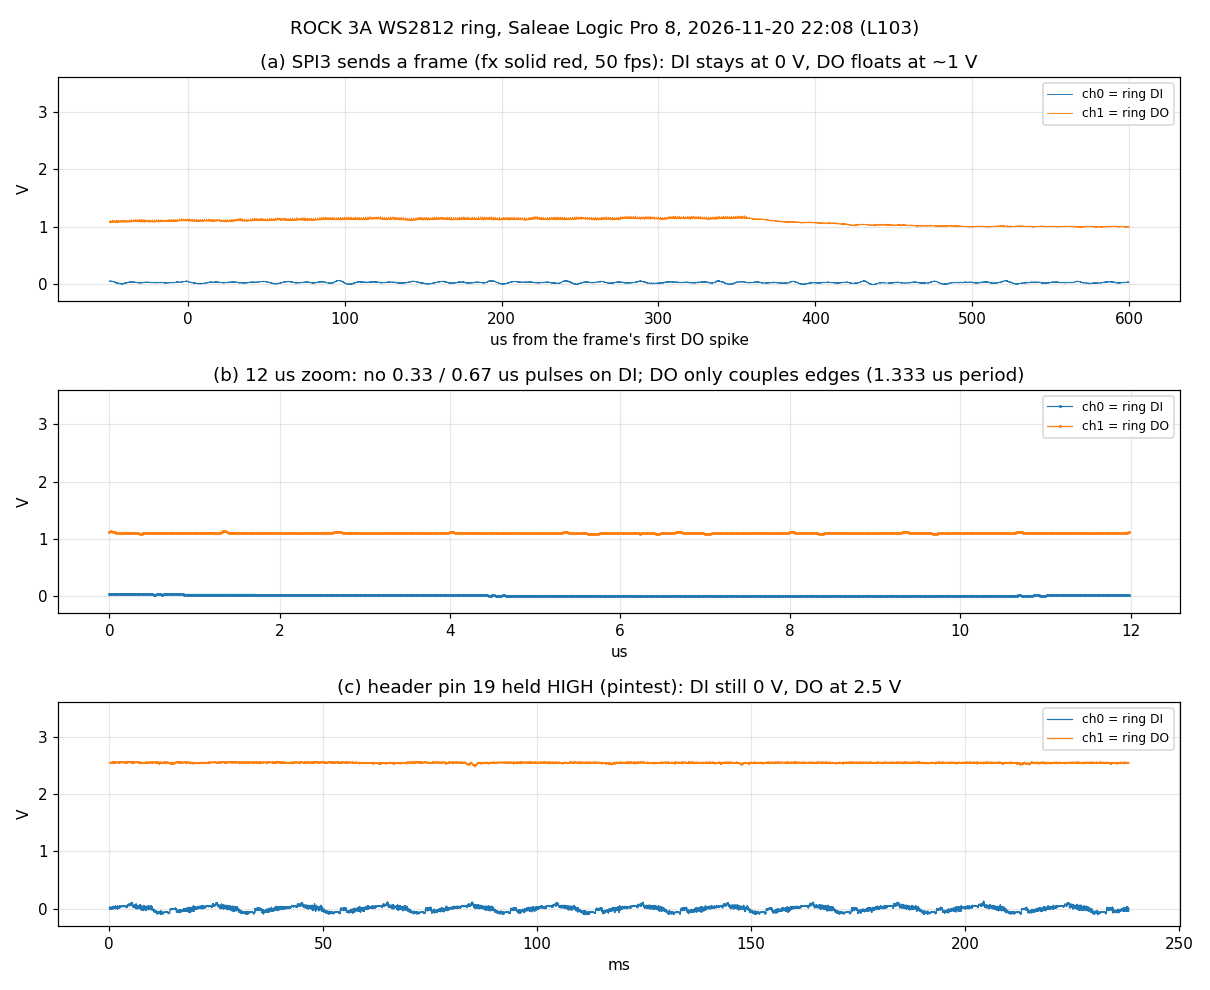 ROCK 3A WS2812 ring, Saleae Logic Pro 8, 2026-11-20 22:08 (L103)
(a) SPI3 sends a frame (fx solid red, 50 fps): DI stays at 0 V, DO floats at ~1 V
ch0 = ring DI
ch1 = ring DO
V
3
2
1
0
0 100 200 300 400 500 600
us from the frame's first DO spike
(b) 12 us zoom: no 0.33 / 0.67 us pulses on DI; DO only couples edges (1.333 us period)
ch0 = ring DI
ch1 = ring DO
V
3
2
1
0
0 2 4 6 8 10 12
us
(c) header pin 19 held HIGH (pintest): DI still 0 V, DO at 2.5 V
ch0 = ring DI
ch1 = ring DO
V
3
2
1
0
0 50 100 150 200 250
ms